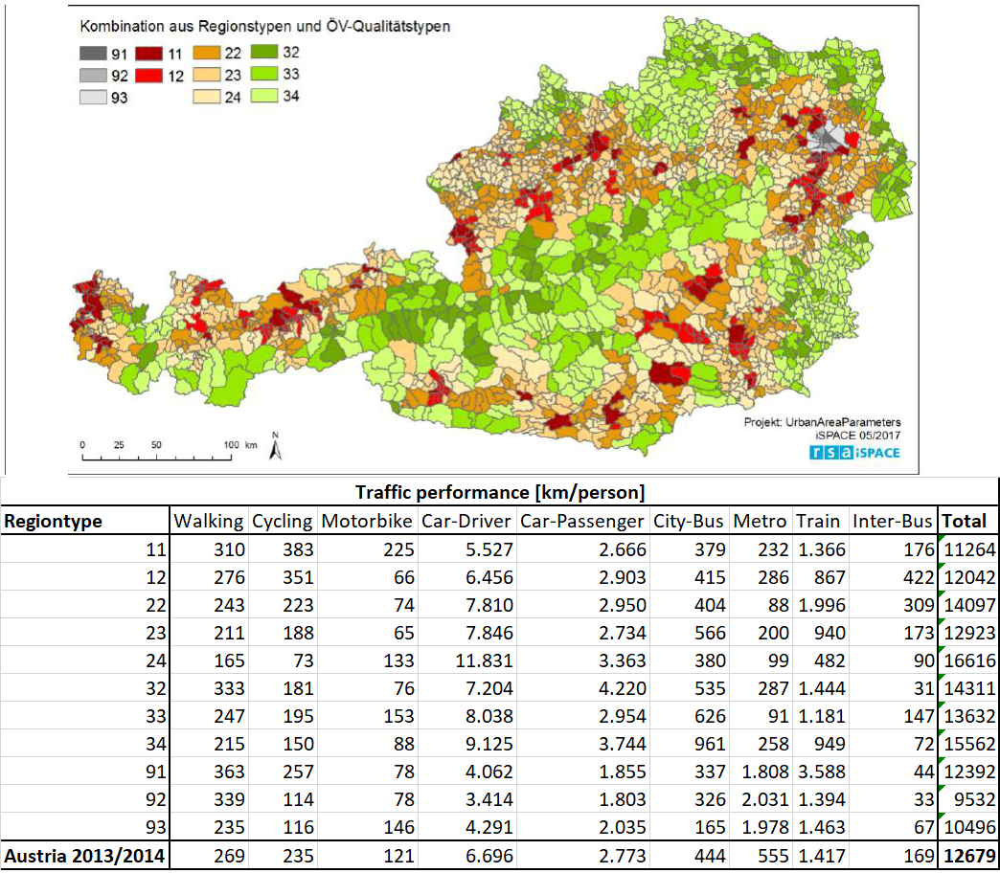 Kombination aus Regionstypen und ÖV-Qualitätstypen
91 11 22 32
92 12 23 33
93 24 34
0 25 50 100 km N
Projekt: UrbanAreaParameters
iSPACE 05/2017
rsa iSPACE
Traffic performance [km/person]
Regiontype Walking Cycling Motorbike Car-Driver Car-Passenger City-Bus Metro Train Inter-Bus Total
11 310 383 225 5.527 2.666 379 232 1.366 176 11264
12 276 351 66 6.456 2.903 415 286 867 422 12042
22 243 223 74 7.810 2.950 404 88 1.996 309 14097
23 211 188 65 7.846 2.734 566 200 940 173 12923
24 165 73 133 11.831 3.363 380 99 482 90 16616
32 333 181 76 7.204 4.220 535 287 1.444 31 14311
33 247 195 153 8.038 2.954 626 91 1.181 147 13632
34 215 150 88 9.125 3.744 961 258 949 72 15562
91 363 257 78 4.062 1.855 337 1.808 3.588 44 12392
92 339 114 78 3.414 1.803 326 2.031 1.394 33 9532
93 235 116 146 4.291 2.035 165 1.978 1.463 67 10496
Austria 2013/2014 269 235 121 6.696 2.773 444 555 1.417 169 12679